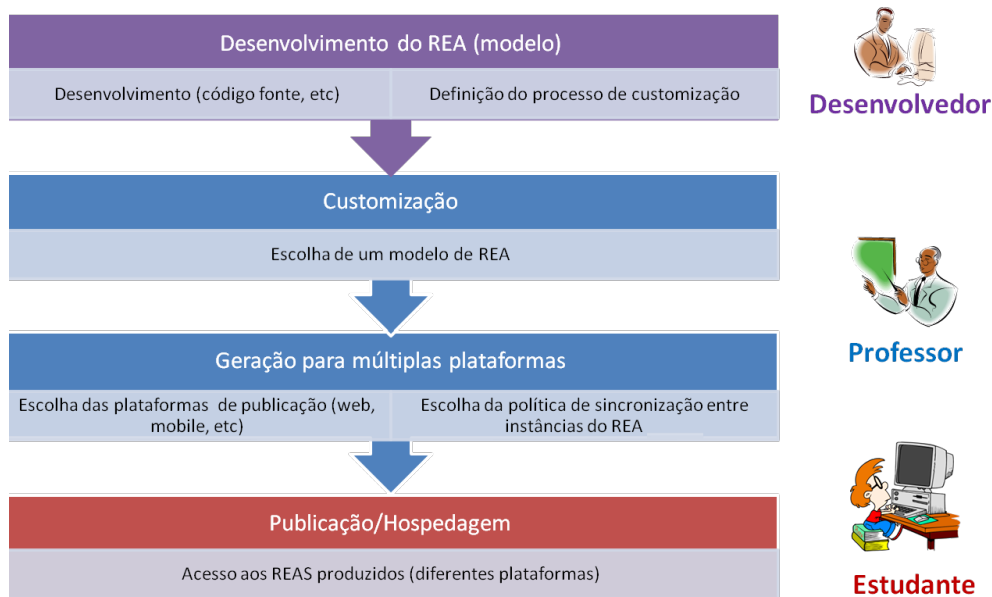 Desenvolvimento do REA (modelo)
Desenvolvimento (código fonte, etc)
Definição do processo de customização
Desenvolvedor
Customização
Escolha de um modelo de REA
Geração para múltiplas plataformas
Escolha das plataformas de publicação (web,
mobile, etc)
Escolha da política de sincronização entre
instâncias do REA
Professor
Publicação/Hospedagem
Acesso aos REAS produzidos (diferentes plataformas)
Estudante